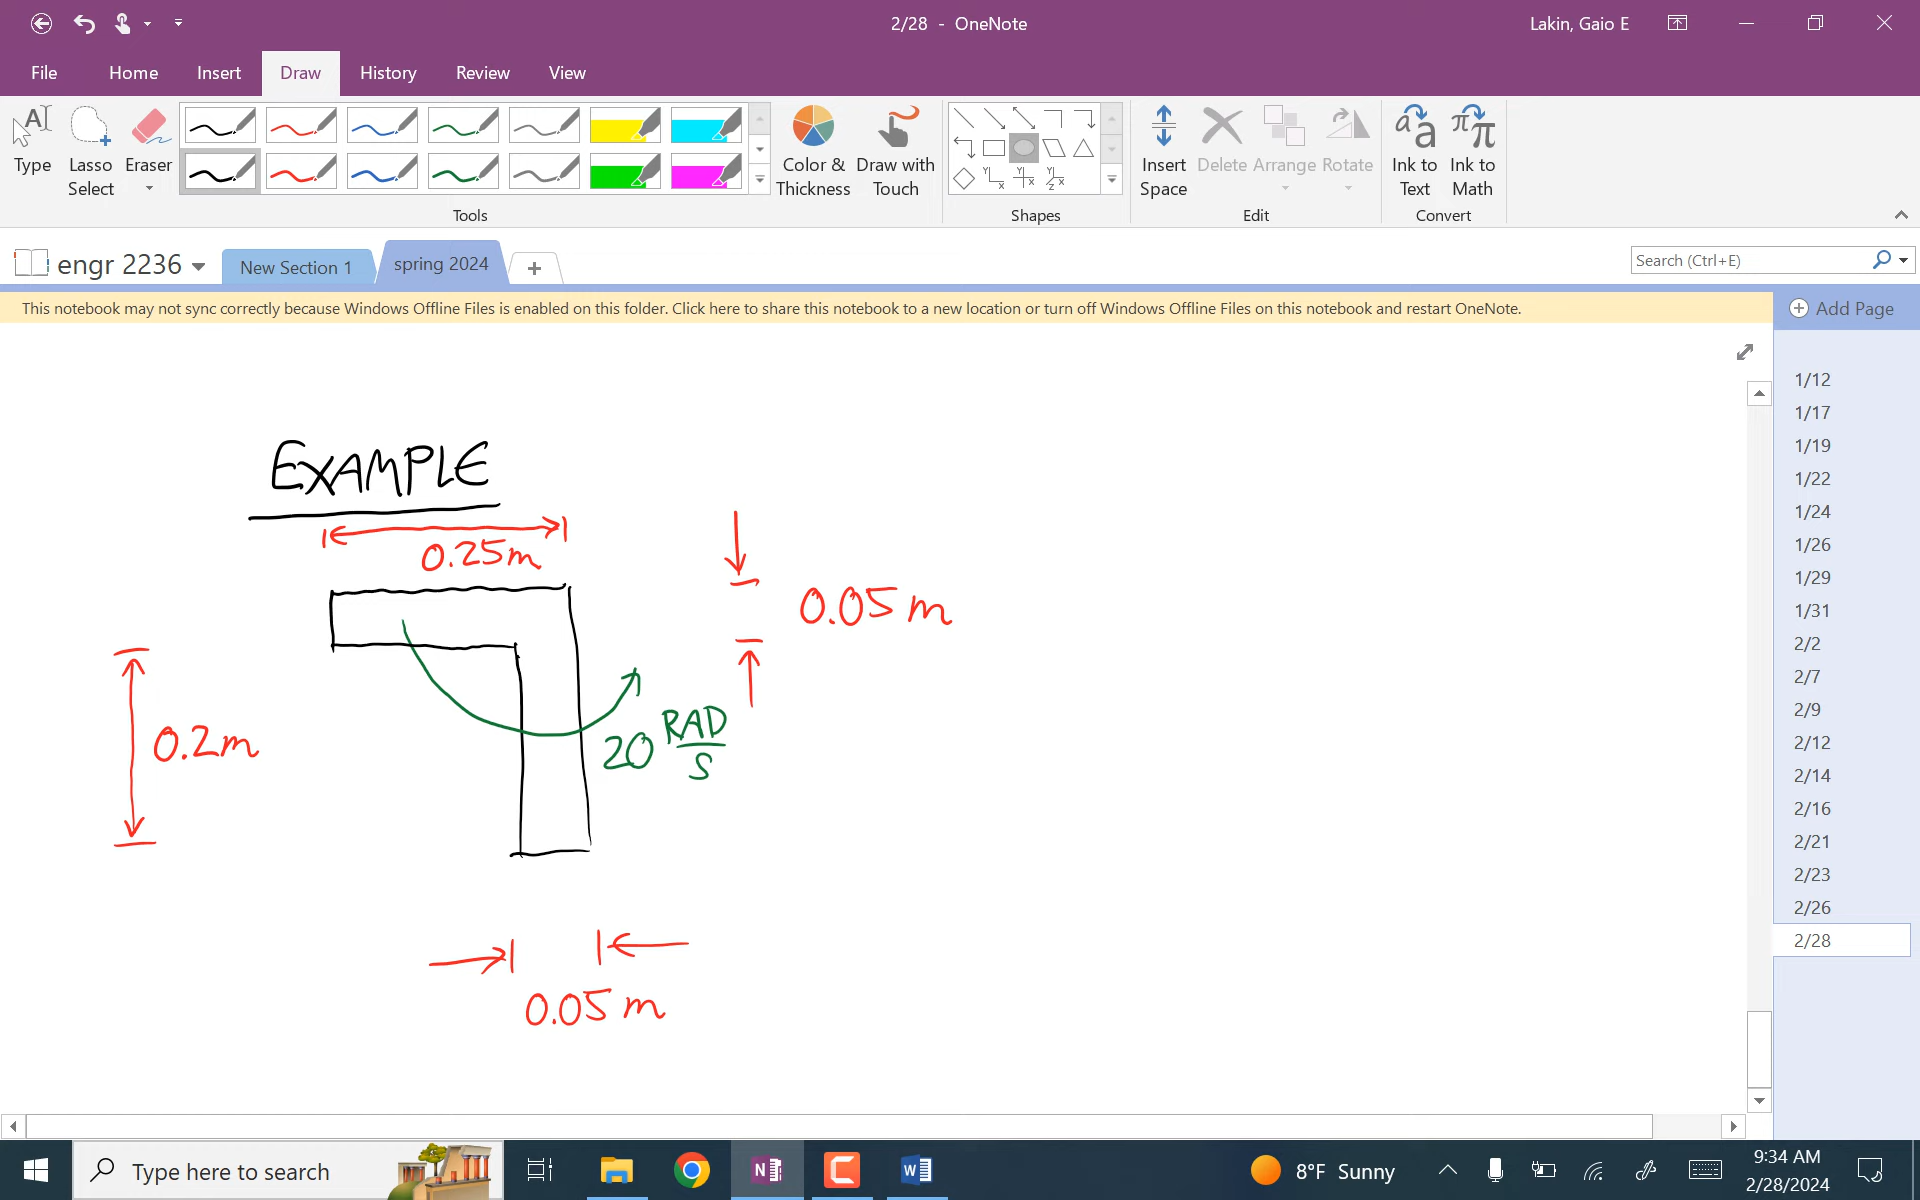 2/28 - OneNote
Lakin, Gaio E
File Home Insert Draw History Review View
Type
Lasso Select
Eraser
Color & Thickness
Draw with Touch
Insert Space
Delete
Arrange
Rotate
Ink to Text
Ink to Math
Tools
Shapes
Edit
Convert
engr 2236
New Section 1
spring 2024
Search (Ctrl+E)
This notebook may not sync correctly because Windows Offline Files is enabled on this folder. Click here to share this notebook to a new location or turn off Windows Offline Files on this notebook and restart OneNote.
Add Page
1/12
1/17
1/19
1/22
1/24
1/26
1/29
1/31
2/2
2/7
2/9
2/12
2/14
2/16
2/21
2/23
2/26
2/28
EXAMPLE
0.25m
0.05m
0.2m
20 RAD/S
0.05m
Type here to search
8°F Sunny
9:34 AM
2/28/2024